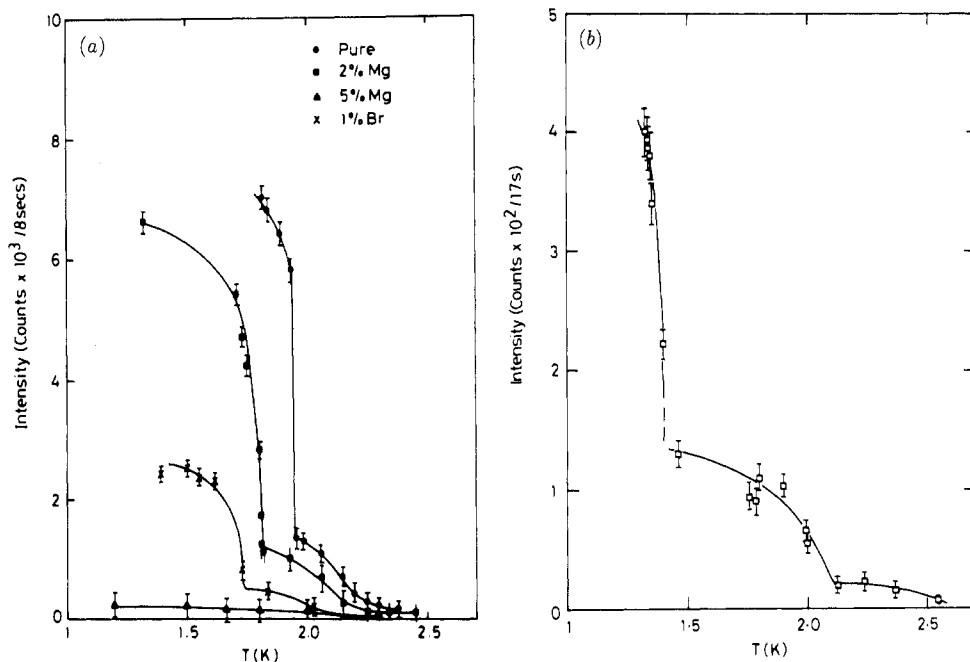 (a)
Pure
2% Mg
5% Mg
1% Br
Intensity (Counts x 10³ / 8secs)
10
8
6
4
2
0
1
1.5
2.0
2.5
T(K)
(b)
Intensity (Counts x 10² / 17s)
5
4
3
2
1
0
1
1.5
2.0
2.5
T(K)